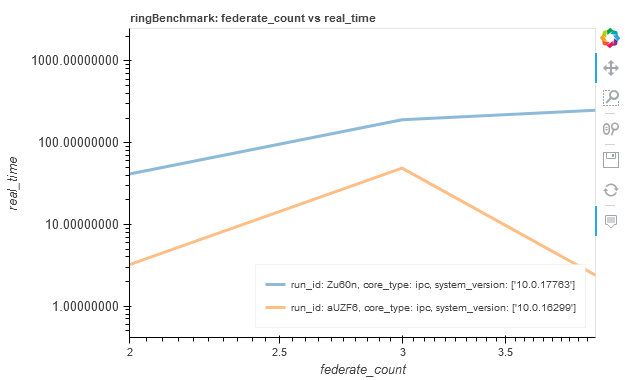 ringBenchmark: federate_count vs real_time
1000.00000000
100.00000000
10.00000000
1.00000000
real_time
run_id: Zu60n, core_type: ipc, system_version: ['10.0.17763']
run_id: aUZF6, core_type: ipc, system_version: ['10.0.16299']
2
2.5
3
3.5
federate_count